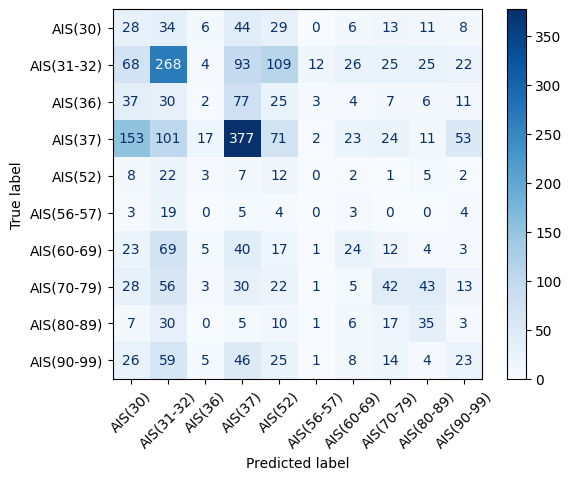 AIS(30) 28 34 6 44 29 0 6 13 11 8
AIS(31-32) 68 268 4 93 109 12 26 25 25 22
AIS(36) 37 30 2 77 25 3 4 7 6 11
AIS(37) 153 101 17 377 71 2 23 24 11 53
AIS(52) 8 22 3 7 12 0 2 1 5 2
AIS(56-57) 3 19 0 5 4 0 3 0 0 4
AIS(60-69) 23 69 5 40 17 1 24 12 4 3
AIS(70-79) 28 56 3 30 22 1 5 42 43 13
AIS(80-89) 7 30 0 5 10 1 6 17 35 3
AIS(90-99) 26 59 5 46 25 1 8 14 4 23
True label
AIS(30) AIS(31-32) AIS(36) AIS(37) AIS(52) AIS(56-57) AIS(60-69) AIS(70-79) AIS(80-89) AIS(90-99)
Predicted label
350
300
250
200
150
100
50
0